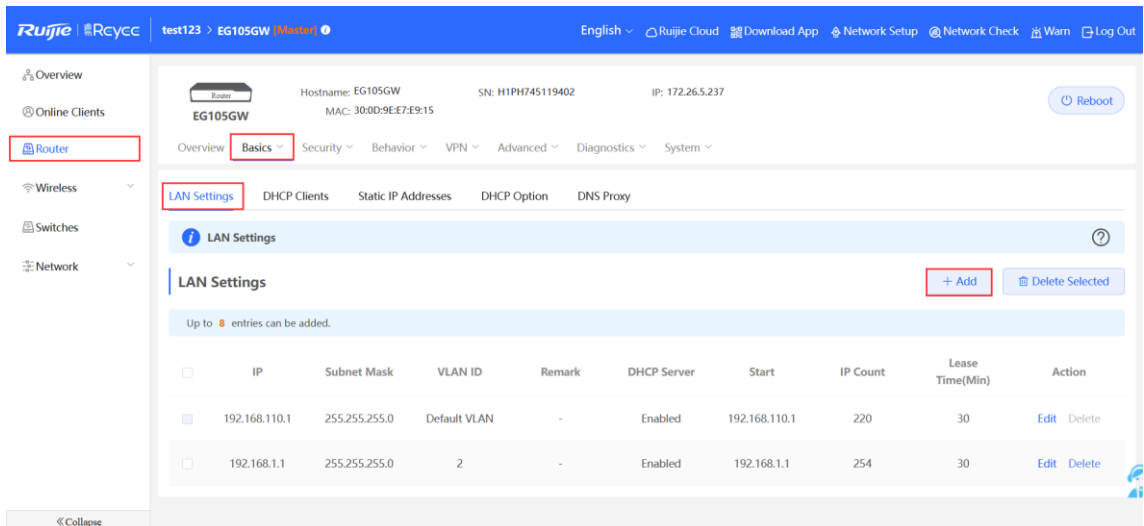 Ruijie Rcycc test123 > EG105GW [Master] English Ruijie Cloud Download App Network Setup Network Check Warn Log Out
Overview
Online Clients
Router
Wireless
Switches
Network
Collapse
Router
EG105GW
Hostname: EG105GW SN: H1PH745119402 IP: 172.26.5.237
MAC: 30:0D:9E:E7:E9:15
Reboot
Overview Basics Security Behavior VPN Advanced Diagnostics System
LAN Settings DHCP Clients Static IP Addresses DHCP Option DNS Proxy
i LAN Settings ?
LAN Settings + Add Delete Selected
Up to 8 entries can be added.
IP Subnet Mask VLAN ID Remark DHCP Server Start IP Count Lease Time(Min) Action
192.168.110.1 255.255.255.0 Default VLAN - Enabled 192.168.110.1 220 30 Edit Delete
192.168.1.1 255.255.255.0 2 - Enabled 192.168.1.1 254 30 Edit Delete